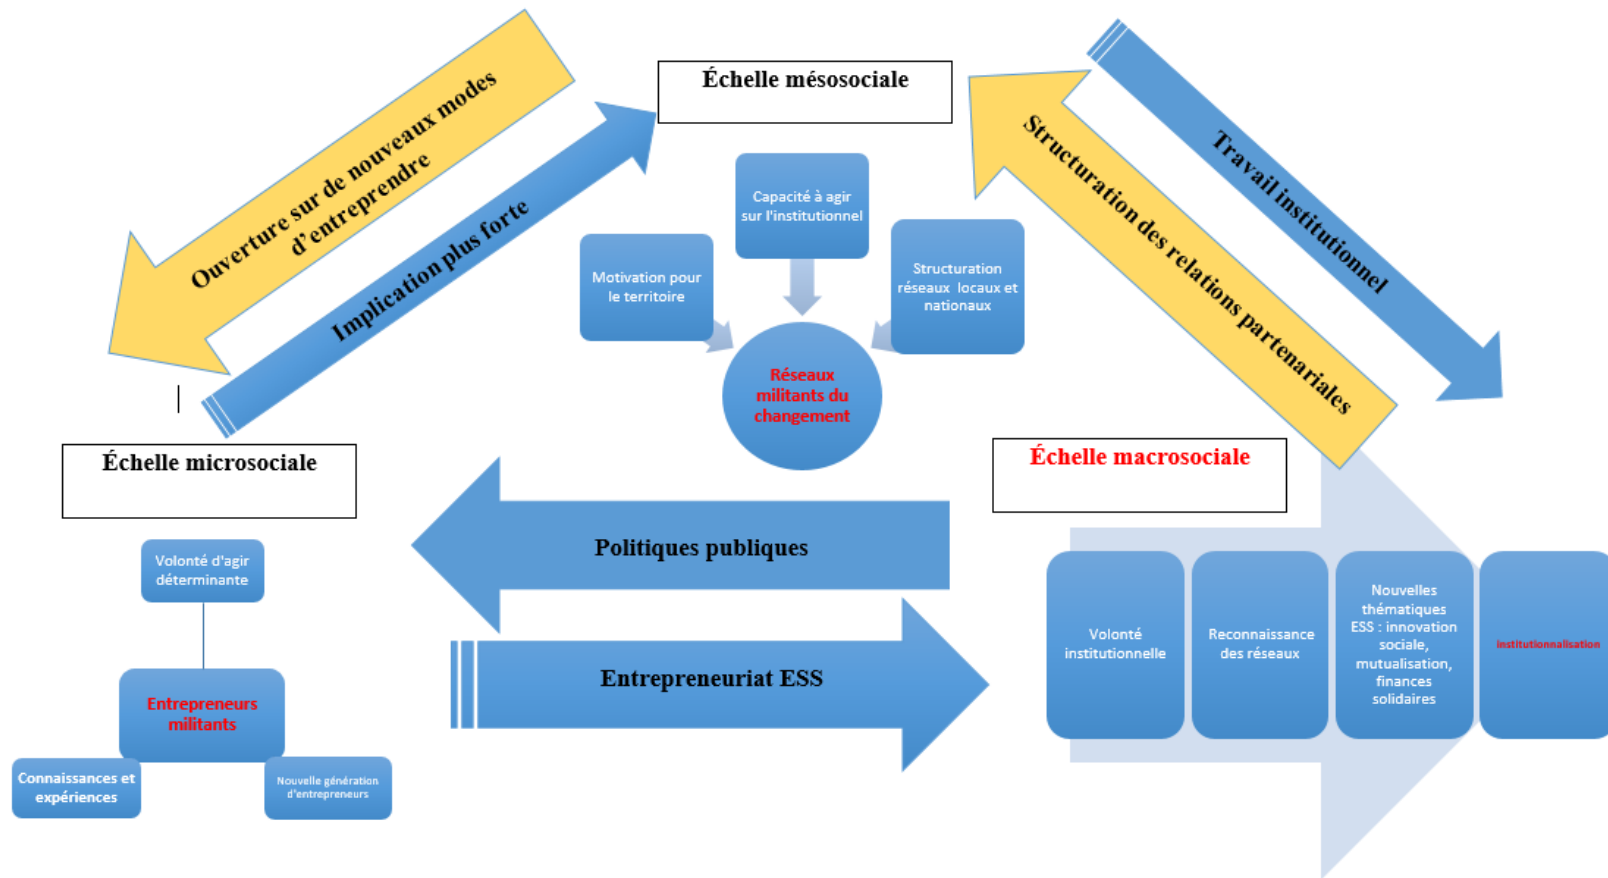 Échelle mésosociale
Ouverture sur de nouveaux modes
d’entreprendre
Implication plus forte
Travail institutionnel
Structuration des relations partenariales
Capacité à agir
sur l'institutionnel
Motivation pour
le territoire
Structuration
réseaux  locaux et
nationaux
Réseaux
militants du
changement
Échelle microsociale
Échelle macrosociale
Politiques publiques
Entrepreneuriat ESS
Volonté d'agir
déterminante
Entrepreneurs
militants
Connaissances et
expériences
Nouvelle génération
d'entrepreneurs
Volonté
institutionnelle
Reconnaissance
des réseaux
Nouvelles
thématiques
ESS : innovation
sociale,
mutualisation,
finances
solidaires
institutionnalisation